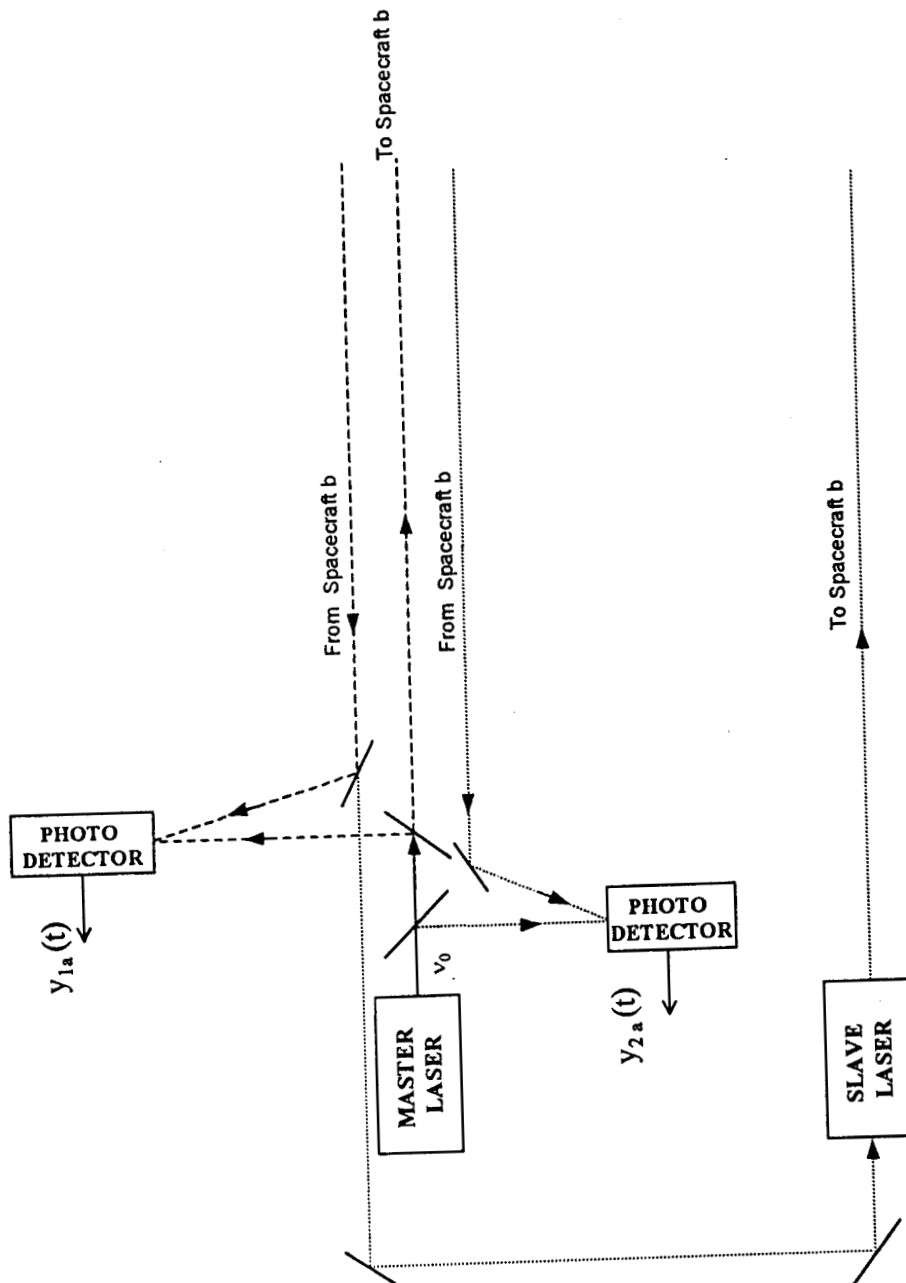 To Spacecraft b
From Spacecraft b
From Spacecraft b
To Spacecraft b
PHOTO
DETECTOR
y1a(t)
ν0
MASTER
LASER
PHOTO
DETECTOR
y2a(t)
SLAVE
LASER